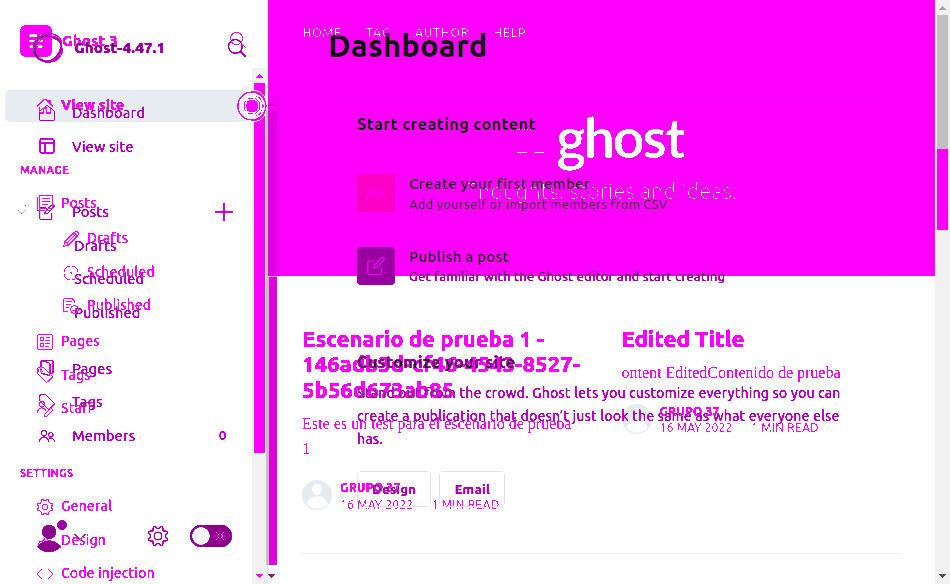 Ghost 3
Ghost-4.47.1
View site
Dashboard
View site
MANAGE
Posts
Posts
Drafts
Drafts
Scheduled
Scheduled
Published
Published
Pages
Pages
Tags
Tags
Staff
Members 0
SETTINGS
General
Design
Code injection
HOME TAG AUTHOR HELP
Dashboard
Start creating content
ghost
Create your first member
Thoughts, stories and ideas.
Add yourself or import members from CSV
Publish a post
Get familiar with the Ghost editor and start creating
Escenario de prueba 1 -
8527-
Customize your site
Stand out from the crowd. Ghost lets you customize everything so you can
create a publication that doesn't just look the same as what everyone else
has.
Este es un test para el escenario de prueba
1
GRUPO 37
16 MAY 2022 1 MIN READ
Design Email
Edited Title
ontent EditedContenido de prueba
GRUPO 37
16 MAY 2022 1 MIN READ